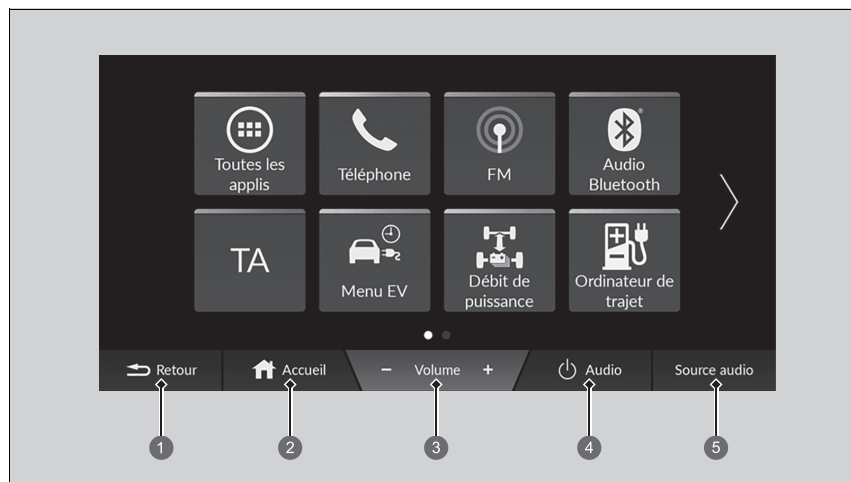 Toutes les
applis
Téléphone
FM
Audio
Bluetooth
TA
Menu EV
Débit de
puissance
Ordinateur de
trajet
Retour
Accueil
– Volume +
Audio
Source audio
1
2
3
4
5